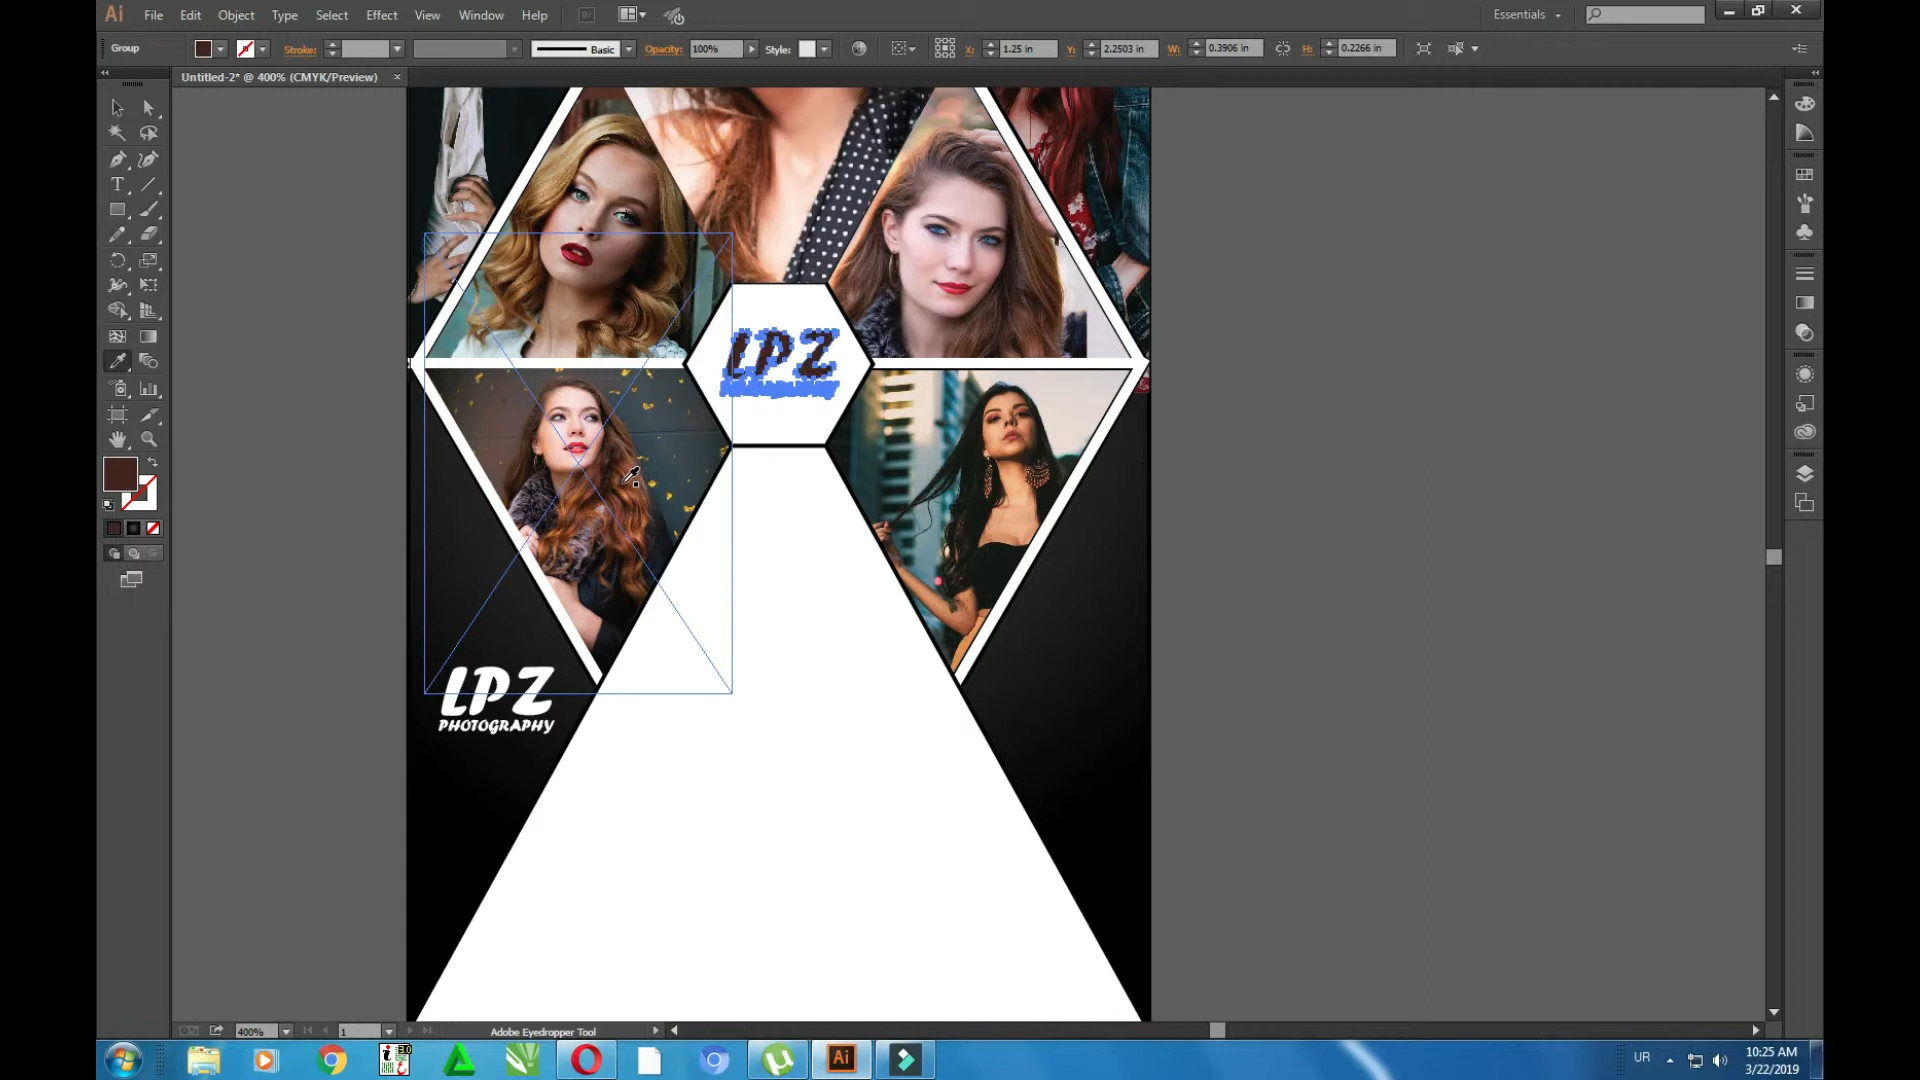 Ai File Edit Object Type Select Effect View Window Help Br Essentials
Group Stroke: Basic Opacity: 100% Style: X: 1.25 in Y: 2.2503 in W: 0.3906 in H: 0.2266 in
Untitled-2* @ 400% (CMYK/Preview) ×
LPZ
LPZ
PHOTOGRAPHY
400% 1 Adobe Eyedropper Tool
Ai UR 10:25 AM
3/22/2019